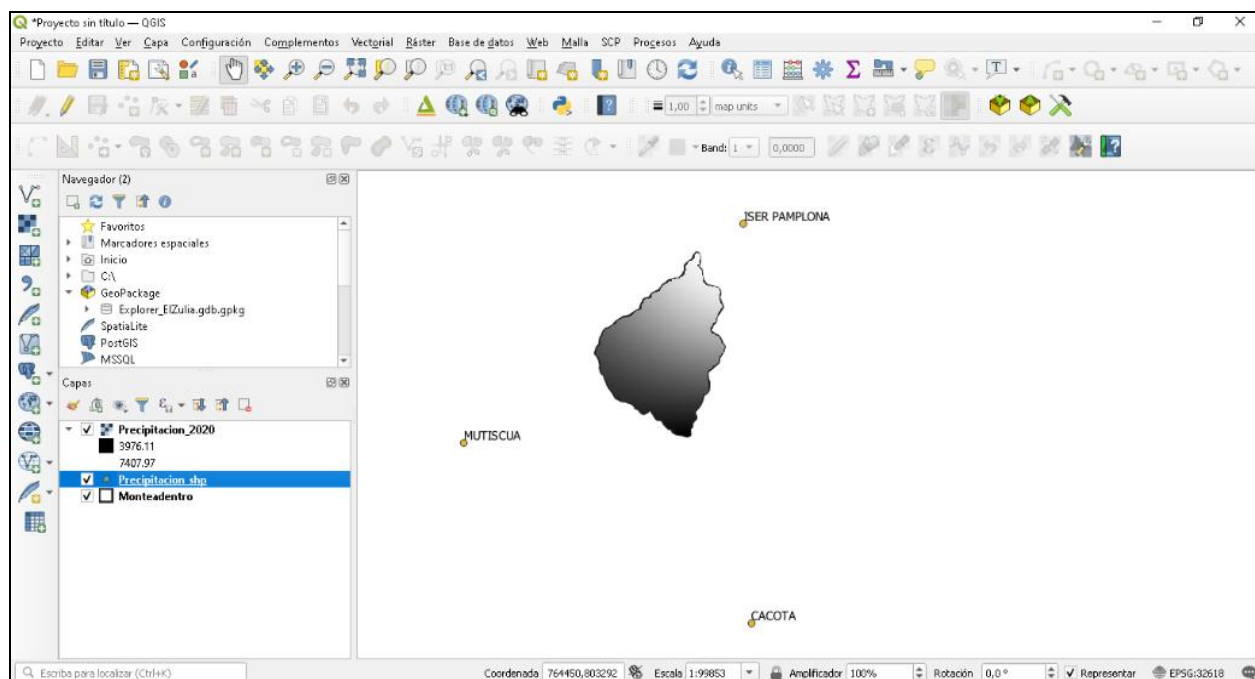 *Proyecto sin título — QGIS
Proyecto Editar Ver Capa Configuración Complementos Vectorial Ráster Base de datos Web Malla SCP Procesos Ayuda
1,00 map units
Band: 1 0,0000
Navegador (2)
Favoritos
Marcadores espaciales
Inicio
C:\
GeoPackage
Explorer_ElZulia.gdb.gpkg
SpatiaLite
PostGIS
MSSQL
Capas
Precipitacion_2020
3976.11
7407.97
Precipitacion_shp
Monteadentro
ISER PAMPLONA
MUTISCUA
CACOTA
Escriba para localizar (Ctrl+K)
Coordenada 764450,803292 Escala 1:99853 Amplificador 100% Rotación 0,0 ° Representar EPSG:32618